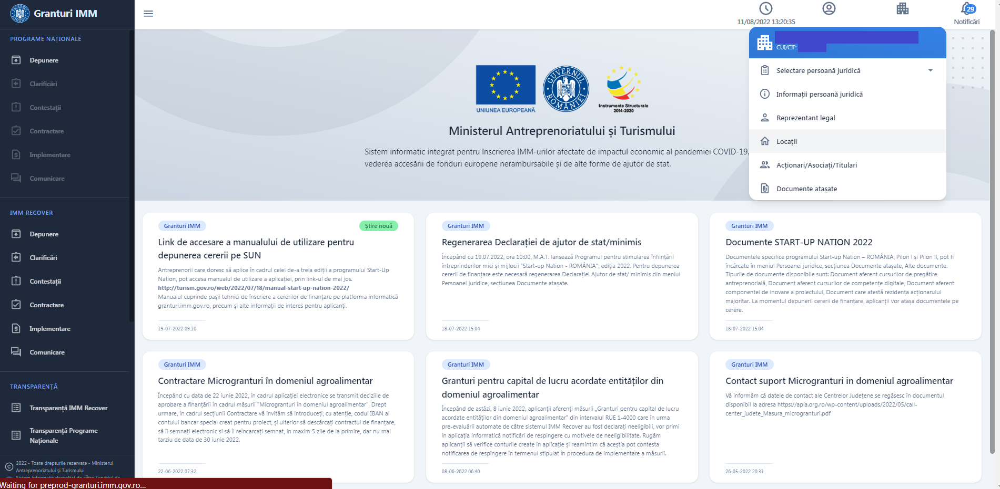 Granturi IMM
11/08/2022 13:20:35
29
Notificări
PROGRAME NAȚIONALE
Depunere
Clarificări
Contestații
Contractare
Implementare
Comunicare
IMM RECOVER
Depunere
Clarificări
Contestații
Contractare
Implementare
Comunicare
TRANSPARENȚĂ
Transparență IMM Recover
Transparență Programe
Naționale
2022 - Toate drepturile rezervate - Ministerul
Antreprenoriatului și Turismului
Sistem informatic dezvoltat de către Serviciul de
Waiting for preprod-granturi.imm.gov.ro...
UNIUNEA EUROPEANĂ
GUVERNUL ROMÂNIEI
Instrumente Structurale
2014-2020
Ministerul Antreprenoriatului și Turismului
Sistem informatic integrat pentru înscrierea IMM-urilor afectate de impactul economic al pandemiei COVID-19,
vederea accesării de fonduri europene nerambursabile și de alte forme de ajutor de stat.
CUI/CIF:
Selectare persoană juridică
Informații persoană juridică
Reprezentant legal
Locații
Acționari/Asociați/Titulari
Documente atașate
Granturi IMM
Știre nouă
Link de accesare a manualului de utilizare pentru
depunerea cererii pe SUN
Antreprenorii care doresc să aplice în cadrul celei de-a treia ediții a programului Start-Up
Nation, pot accesa manualul de utilizare a aplicației, prin link-ul de mai jos.
http://turism.gov.ro/web/2022/07/18/manual-start-up-nation-2022/
Manualul cuprinde pașii tehnici de înscriere a cererilor de finanțare pe platforma informatică
granturi.imm.gov.ro, precum și alte informații de interes pentru aplicanți.
19-07-2022 09:10
Granturi IMM
Regenerarea Declarației de ajutor de stat/minimis
Începând cu 19.07.2022, ora 10:00, M.A.T. lansează Programul pentru stimularea înființării
întreprinderilor mici și mijlocii "Start-up Nation - ROMÂNIA", ediția 2022. Pentru depunerea
cererii de finanțare este necesară regenerarea Declarației Ajutor de stat/ minimis din meniul
Persoanei juridice, secțiunea Documente atașate.
18-07-2022 15:04
Granturi IMM
Documente START-UP NATION 2022
Documentele specifice programului Start-up Nation – ROMÂNIA, Pilon I și Pilon II, pot fi
încărcate în meniul Persoanei juridice, secțiunea Documente atașate, Alte documente.
Tipurile de documente disponibile sunt: Document aferent cursurilor de pregătire
antreprenorială, Document aferent cursurilor de competențe digitale, Document aferent
componentei de inovare a proiectului, Document care atestă rezidența acționarului
majoritar. La momentul depunerii cererii de finanțare, aplicanții vor atașa documentele pe
cerere.
18-07-2022 15:04
Granturi IMM
Contractare Microgranturi în domeniul agroalimentar
Începând cu data de 22 iunie 2022, în cadrul aplicației electronice se transmit deciziile de
aprobare a finanțării în cadrul măsurii "Microgranturi în domeniul agroalimentar". Drept
urmare, în cadrul secțiunii Contractare vă invităm să introduceți, cu atenție, codul IBAN al
contului bancar special creat pentru proiect, și ulterior să descărcați contractul de finanțare,
să îl semnați electronic si să îl reîncarcați semnat, in maxim 5 zile de la primire, dar nu mai
tarziu de data de 30 iunie 2022.
22-06-2022 07:32
Granturi IMM
Granturi pentru capital de lucru acordate entităților din
domeniul agroalimentar
Începând de astăzi, 8 iunie 2022, aplicanții aferenți măsurii „Granturi pentru capital de lucru
acordate entităților din domeniul agroalimentar" din intervalul RUE 1-4000 care în urma
pre-evaluării automate de către sistemul IMM Recover au fost declarați neeligibili, vor primi
în aplicația informatică notificări de respingere cu motivele de neeligibilitate. Rugăm
aplicanții să verifice conturile create în aplicație și reamintim că aceștia pot contesta
notificarea de respingere în termenul stipulat în procedura de implementare a măsurii.
08-06-2022 06:40
Granturi IMM
Contact suport Microgranturi in domeniul agroalimentar
Vă informăm că datele de contact ale Centrelor Județene se regăsesc în documentul
disponibil la adresa https://apia.org.ro/wp-content/uploads/2022/05/call-
center_judete_Masura_microgranturi.pdf
26-05-2022 20:31